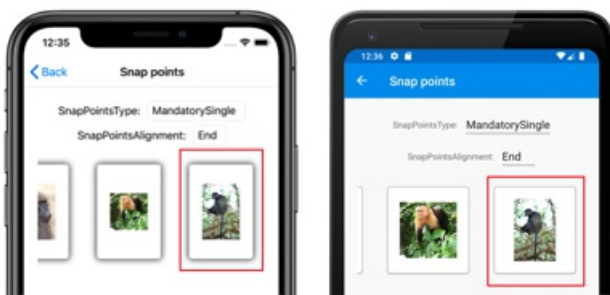 12:35
Back
Snap points
SnapPointsType: MandatorySingle
SnapPointsAlignment: End
12:36
Snap points
SnapPointsType: MandatorySingle
SnapPointsAlignment: End